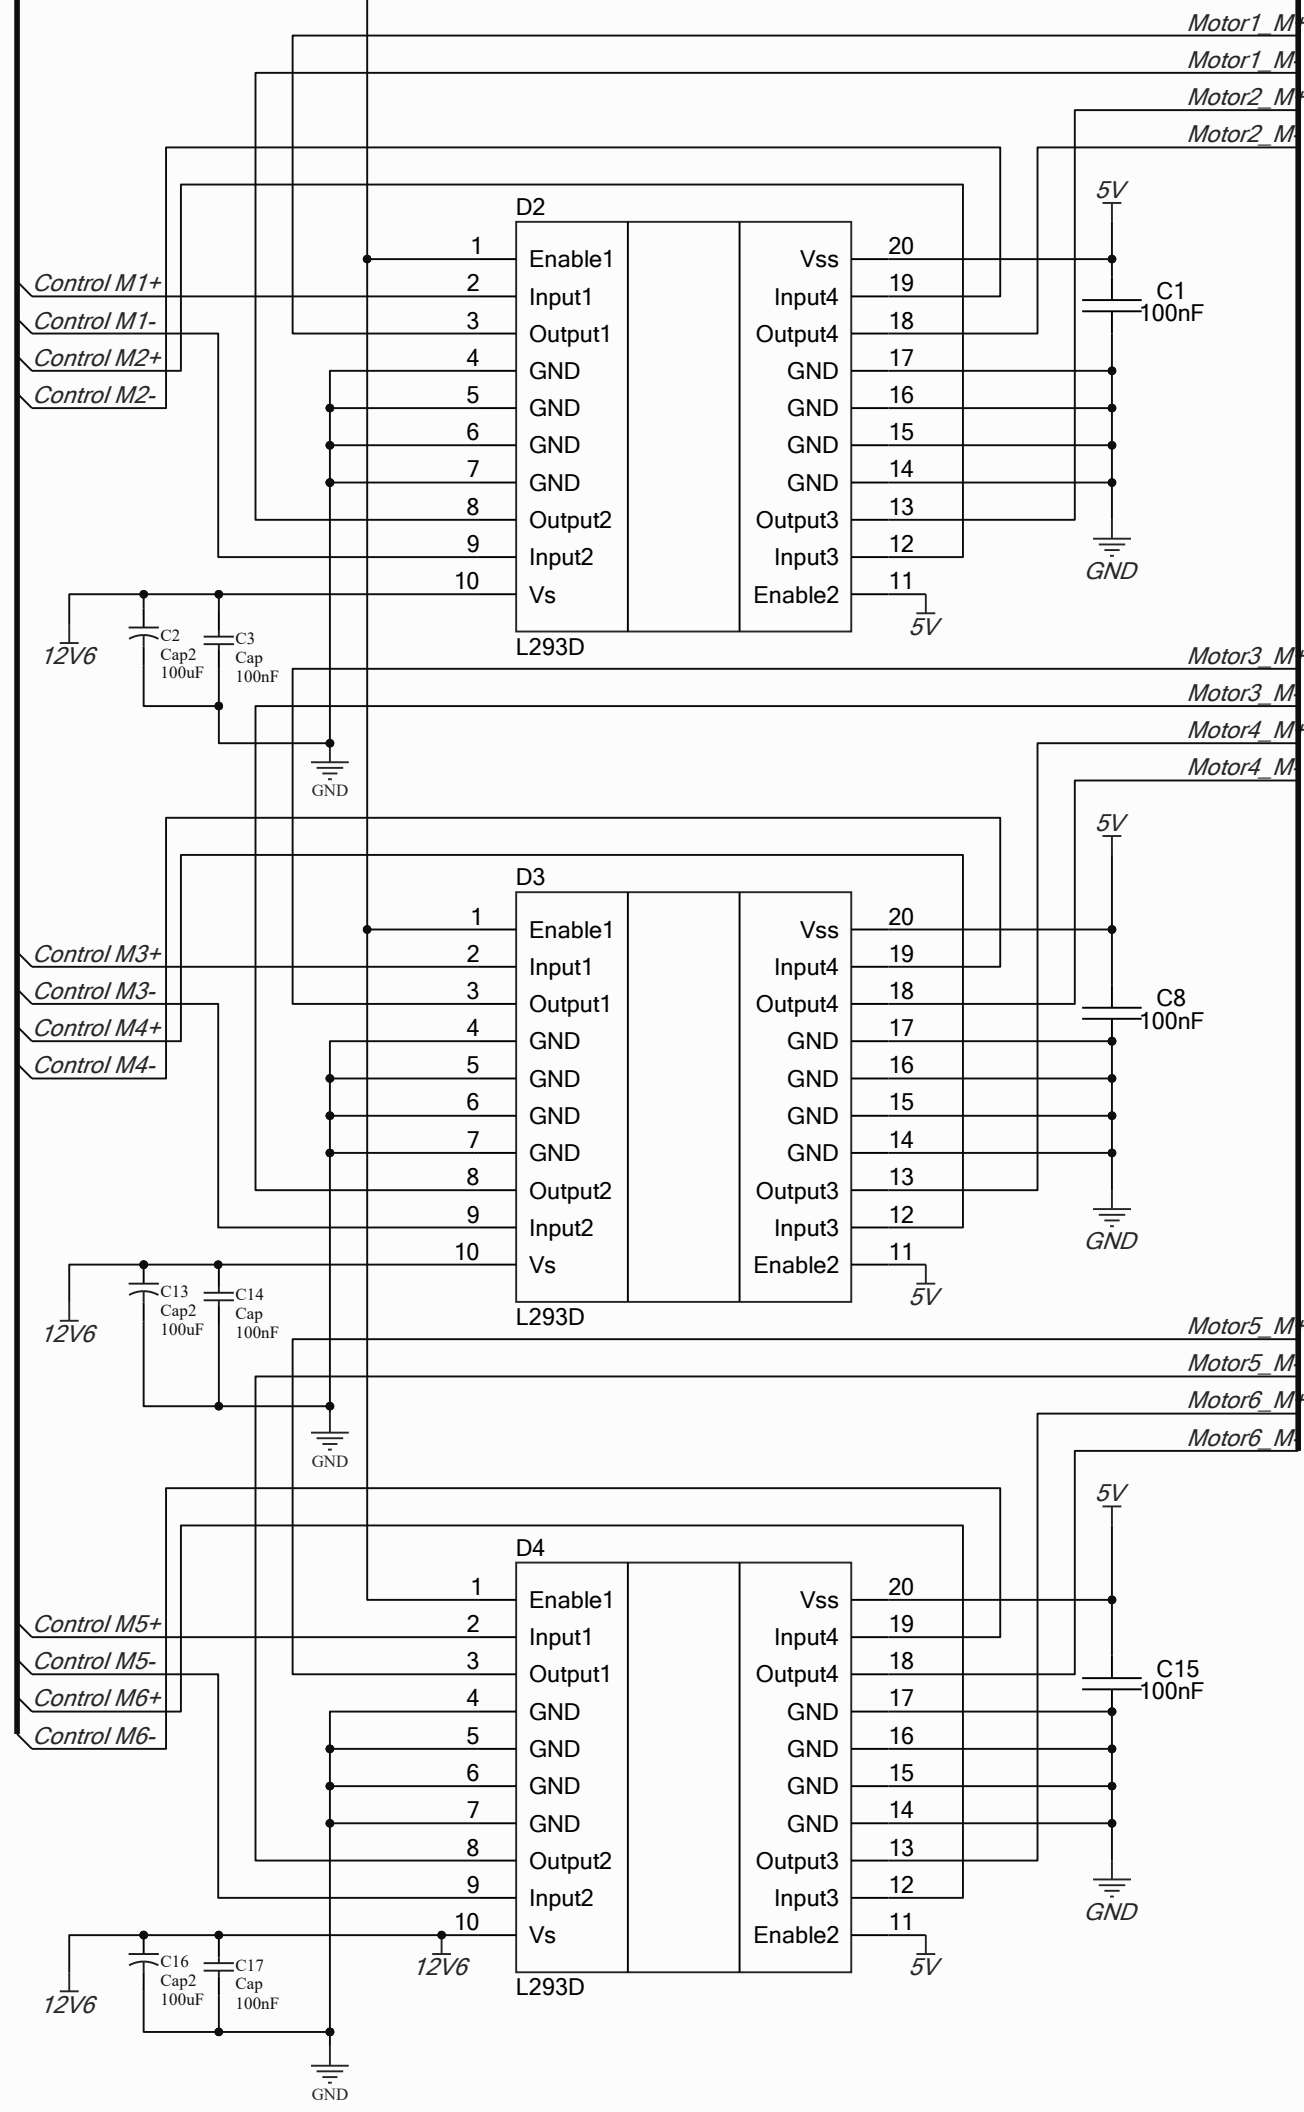 Motor1_M+
Motor1_M-
Motor2_M+
Motor2_M-
5V
D2
1 Enable1 Vss 20
Control M1+ 2 Input1 Input4 19 C1
Control M1- 3 Output1 Output4 18 100nF
Control M2+ 4 GND GND 17
Control M2- 5 GND GND 16
6 GND GND 15
7 GND GND 14
8 Output2 Output3 13
9 Input2 Input3 12 GND
10 Vs Enable2 11
12V6 C2 C3 5V
Cap2 Cap
100uF 100nF
L293D
Motor3_M+
Motor3_M-
Motor4_M+
Motor4_M-
GND
5V
D3
1 Enable1 Vss 20
Control M3+ 2 Input1 Input4 19
Control M3- 3 Output1 Output4 18 C8
100nF
Control M4+ 4 GND GND 17
Control M4- 5 GND GND 16
6 GND GND 15
7 GND GND 14
8 Output2 Output3 13
9 Input2 Input3 12 GND
10 Vs Enable2 11
12V6 C13 C14 5V
Cap2 Cap
100uF 100nF
L293D
Motor5_M+
Motor5_M-
Motor6_M+
Motor6_M-
GND
5V
D4
1 Enable1 Vss 20
Control M5+ 2 Input1 Input4 19
Control M5- 3 Output1 Output4 18 C15
100nF
Control M6+ 4 GND GND 17
Control M6- 5 GND GND 16
6 GND GND 15
7 GND GND 14
8 Output2 Output3 13
9 Input2 Input3 12 GND
10 Vs Enable2 11
12V6 C16 C17 12V6 5V
Cap2 Cap
100uF 100nF
L293D
GND